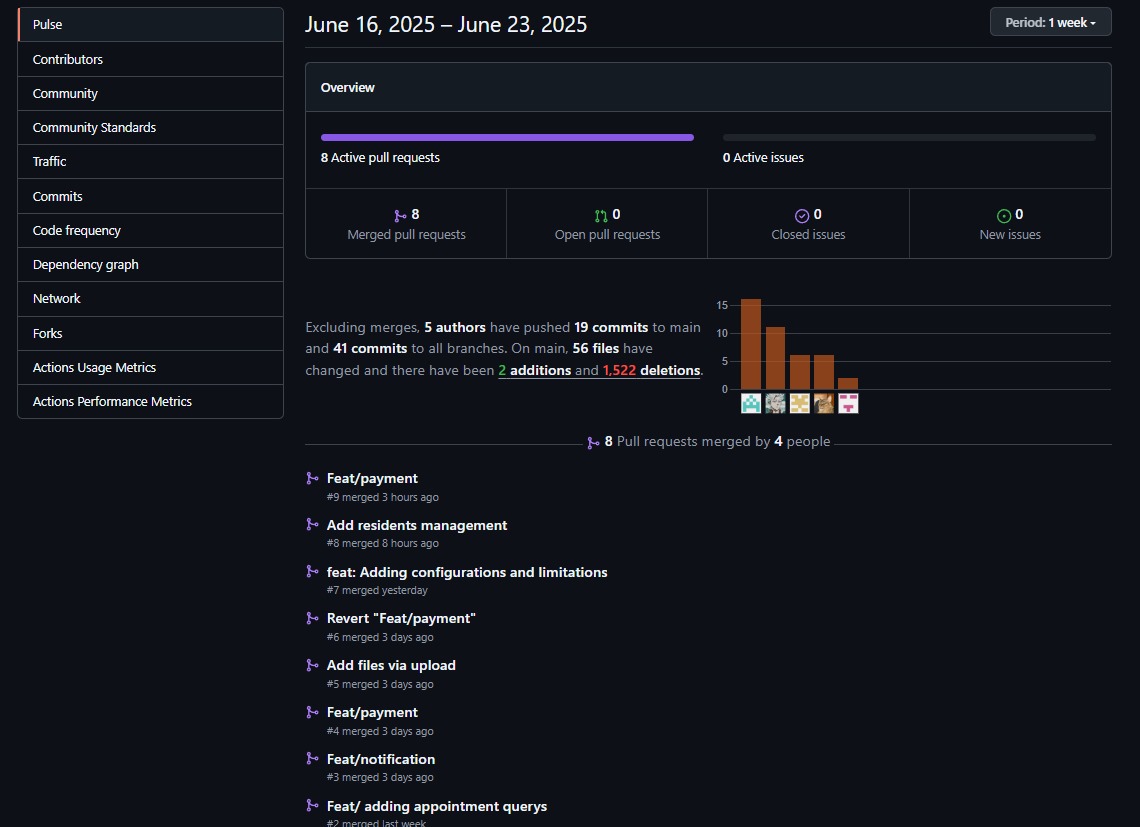 Pulse
Contributors
Community
Community Standards
Traffic
Commits
Code frequency
Dependency graph
Network
Forks
Actions Usage Metrics
Actions Performance Metrics
June 16, 2025 – June 23, 2025
Period: 1 week
Overview
8 Active pull requests
0 Active issues
8
Merged pull requests
0
Open pull requests
0
Closed issues
0
New issues
Excluding merges, 5 authors have pushed 19 commits to main
and 41 commits to all branches. On main, 56 files have
changed and there have been 2 additions and 1,522 deletions.
15
10
5
0
8 Pull requests merged by 4 people
Feat/payment
#9 merged 3 hours ago
Add residents management
#8 merged 8 hours ago
feat: Adding configurations and limitations
#7 merged yesterday
Revert "Feat/payment"
#6 merged 3 days ago
Add files via upload
#5 merged 3 days ago
Feat/payment
#4 merged 3 days ago
Feat/notification
#3 merged 3 days ago
Feat/ adding appointment querys
#2 merged last week